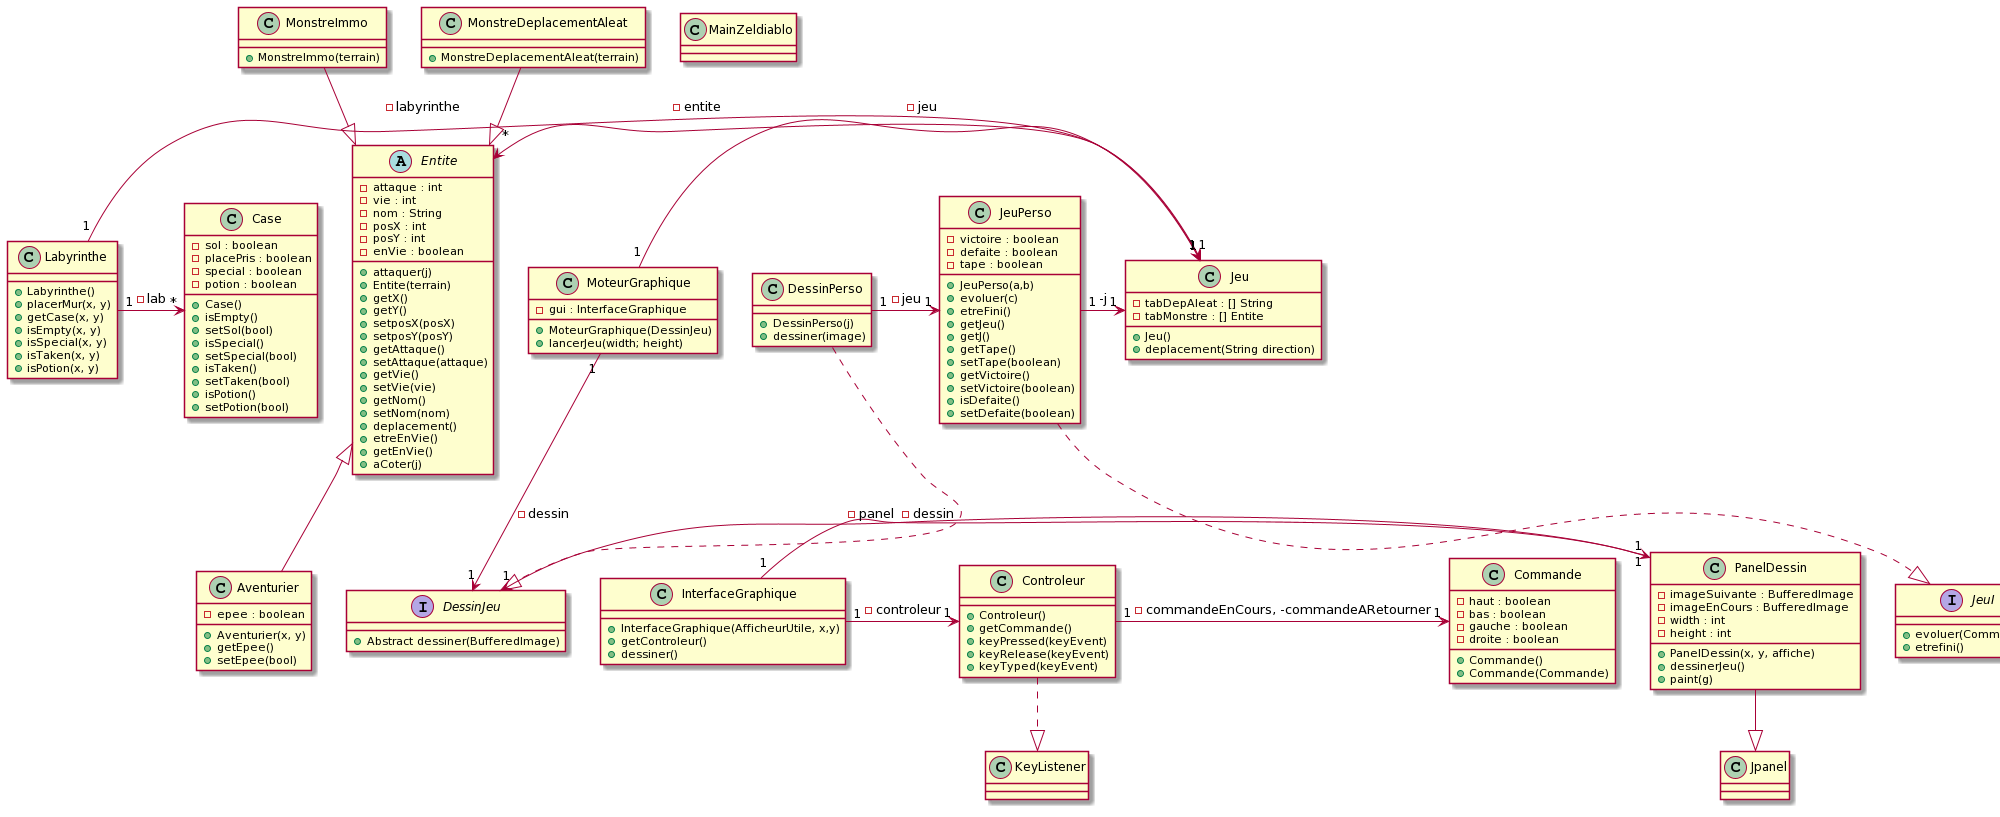 C MonstreImmo
MonstreImmo(terrain)
C MonstreDeplacementAleat
MonstreDeplacementAleat(terrain)
C MainZeldiablo
labyrinthe
entite
jeu
*
A Entite
attaque : int
vie : int
nom : String
posX : int
posY : int
enVie : boolean
attaquer(j)
Entite(terrain)
getX()
getY()
setposX(posX)
setposY(posY)
getAttaque()
setAttaque(attaque)
getVie()
setVie(vie)
getNom()
setNom(nom)
deplacement()
etreEnVie()
getEnVie()
aCoter(j)
1
C Labyrinthe
Labyrinthe()
placerMur(x, y)
getCase(x, y)
isEmpty(x, y)
isSpecial(x, y)
isTaken(x, y)
isPotion(x, y)
1 lab *
C Case
sol : boolean
placePris : boolean
special : boolean
potion : boolean
Case()
isEmpty()
setSol(bool)
isSpecial()
setSpecial(bool)
isTaken()
setTaken(bool)
isPotion()
setPotion(bool)
1
C MoteurGraphique
gui : InterfaceGraphique
MoteurGraphique(DessinJeu)
lancerJeu(width; height)
1
C DessinPerso
DessinPerso(j)
dessiner(image)
1 jeu 1
C JeuPerso
victoire : boolean
defaite : boolean
tape : boolean
JeuPerso(a,b)
evoluer(c)
etreFini()
getJeu()
getJ()
getTape()
setTape(boolean)
getVictoire()
setVictoire(boolean)
isDefaite()
setDefaite(boolean)
1 -j 1
1 1
C Jeu
tabDepAleat : [] String
tabMonstre : [] Entite
Jeu()
deplacement(String direction)
dessin
panel
dessin
C Aventurier
epee : boolean
Aventurier(x, y)
getEpee()
setEpee(bool)
1
1
I DessinJeu
Abstract dessiner(BufferedImage)
1
C InterfaceGraphique
InterfaceGraphique(AfficheurUtile, x,y)
getControleur()
dessiner()
1 controleur 1
C Controleur
Controleur()
getCommande()
keyPressed(keyEvent)
keyRelease(keyEvent)
keyTyped(keyEvent)
1 commandeEnCours, -commandeARetourner 1
C Commande
haut : boolean
bas : boolean
gauche : boolean
droite : boolean
Commande()
Commande(Commande)
1
1
C PanelDessin
imageSuivante : BufferedImage
imageEnCours : BufferedImage
width : int
height : int
PanelDessin(x, y, affiche)
dessinerJeu()
paint(g)
I JeuI
evoluer(Comm
etrefini()
C KeyListener
C Jpanel